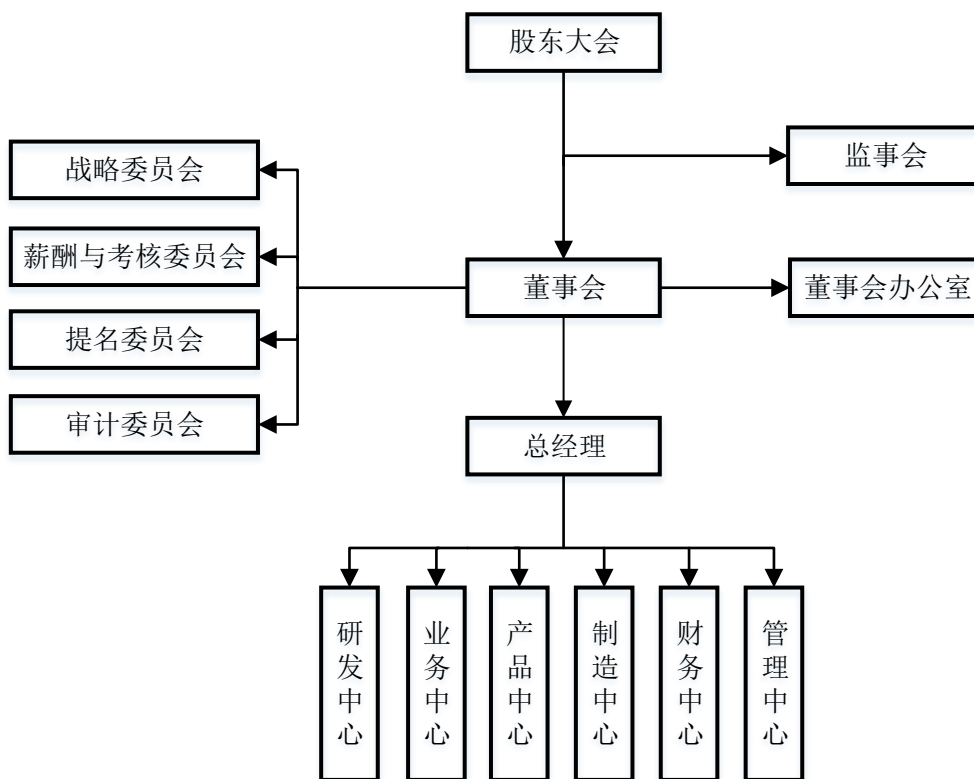 股东大会
监事会
战略委员会
薪酬与考核委员会
董事会
董事会办公室
提名委员会
审计委员会
总经理
研发中心
业务中心
产品中心
制造中心
财务中心
管理中心